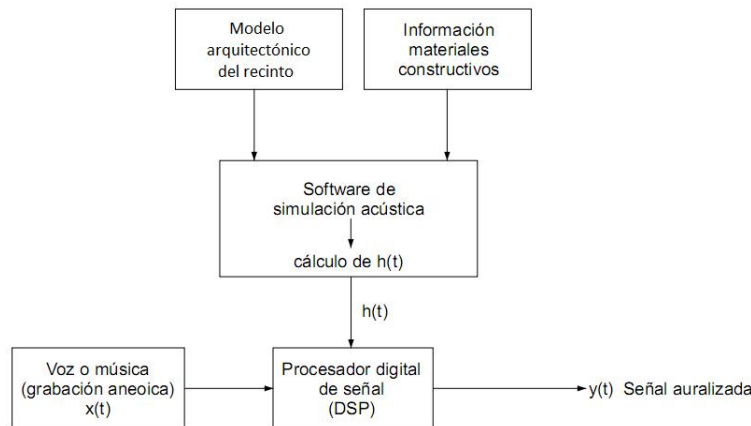 Modelo
arquitectónico
del recinto
Información
materiales
constructivos
Software de
simulación acústica
cálculo de h(t)
h(t)
Voz o música
(grabación aneoica)
x(t)
Procesador digital
de señal
(DSP)
y(t) Señal auralizada